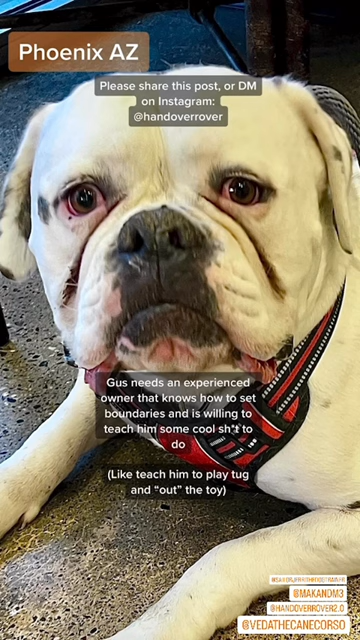 Phoenix AZ
Please share this post, or DM
on Instagram:
@handoverrover
Gus needs an experienced
owner that knows how to set
boundaries and is willing to
teach him some cool sh*t to
do
(Like teach him to play tug
and “out” the toy)
@MAKANDM3
@HANDOVERROVER2.0
@VEDATHECANECORSO